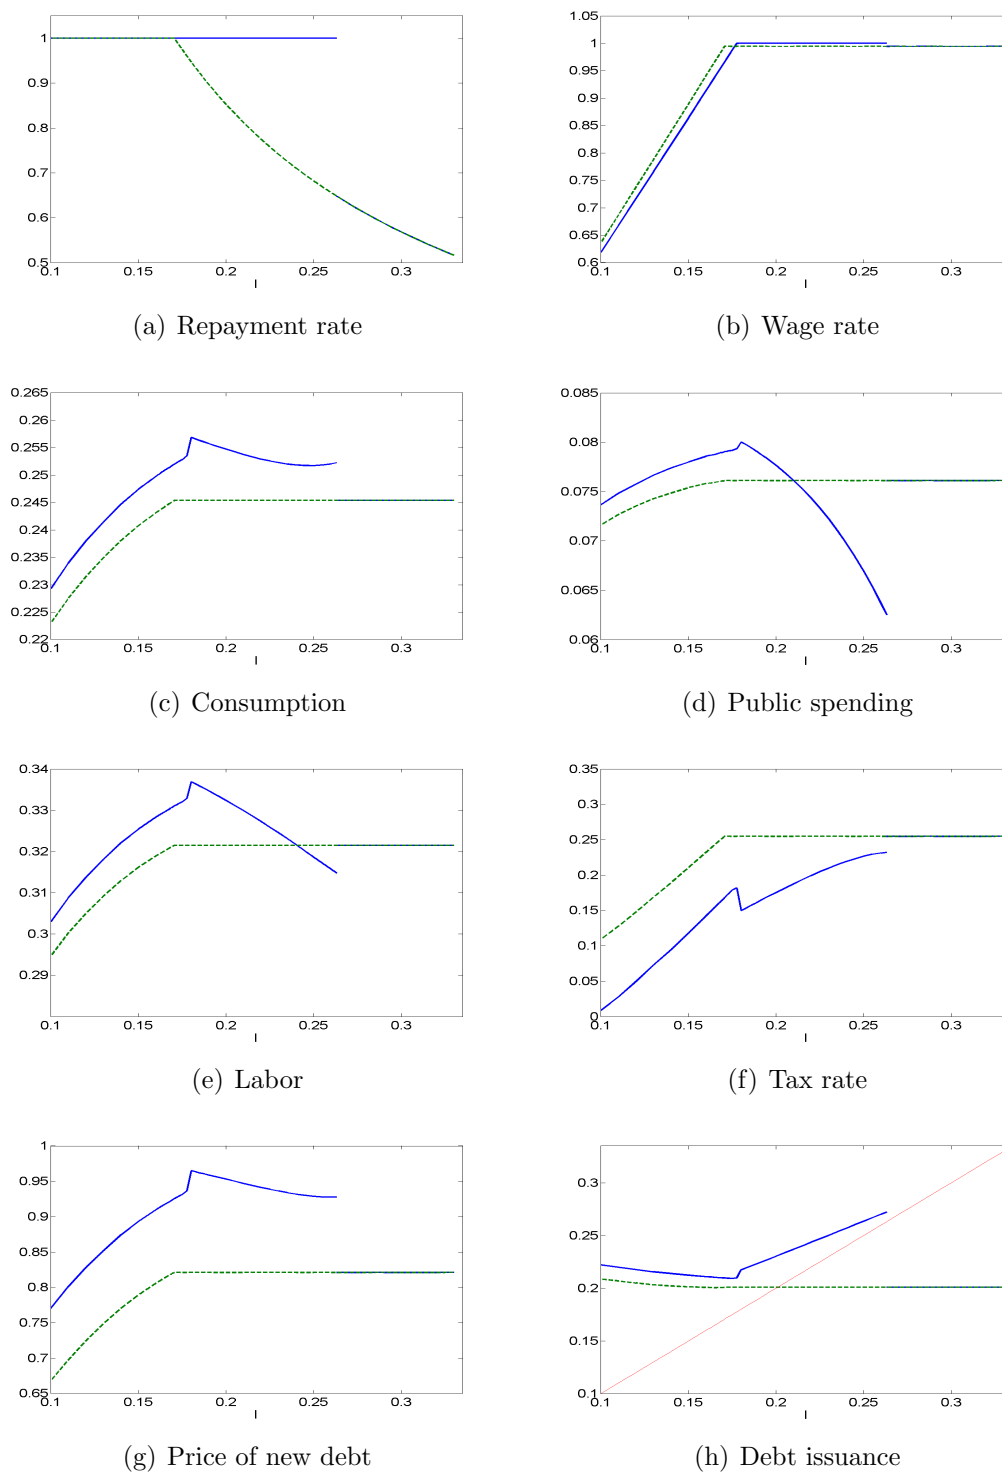 1
0.9
0.8
0.7
0.6
0.5
0.1 0.15 0.2 0.25 0.3
I
(a) Repayment rate
1.05
1
0.95
0.9
0.85
0.8
0.75
0.7
0.65
0.6
0.1 0.15 0.2 0.25 0.3
I
(b) Wage rate
0.265
0.26
0.255
0.25
0.245
0.24
0.235
0.23
0.225
0.22
0.1 0.15 0.2 0.25 0.3
I
(c) Consumption
0.085
0.08
0.075
0.07
0.065
0.06
0.1 0.15 0.2 0.25 0.3
I
(d) Public spending
0.34
0.33
0.32
0.31
0.3
0.29
0.1 0.15 0.2 0.25 0.3
I
(e) Labor
0.35
0.3
0.25
0.2
0.15
0.1
0.05
0
0.1 0.15 0.2 0.25 0.3
I
(f) Tax rate
1
0.95
0.9
0.85
0.8
0.75
0.7
0.65
0.1 0.15 0.2 0.25 0.3
I
(g) Price of new debt
0.3
0.25
0.2
0.15
0.1
0.1 0.15 0.2 0.25 0.3
I
(h) Debt issuance